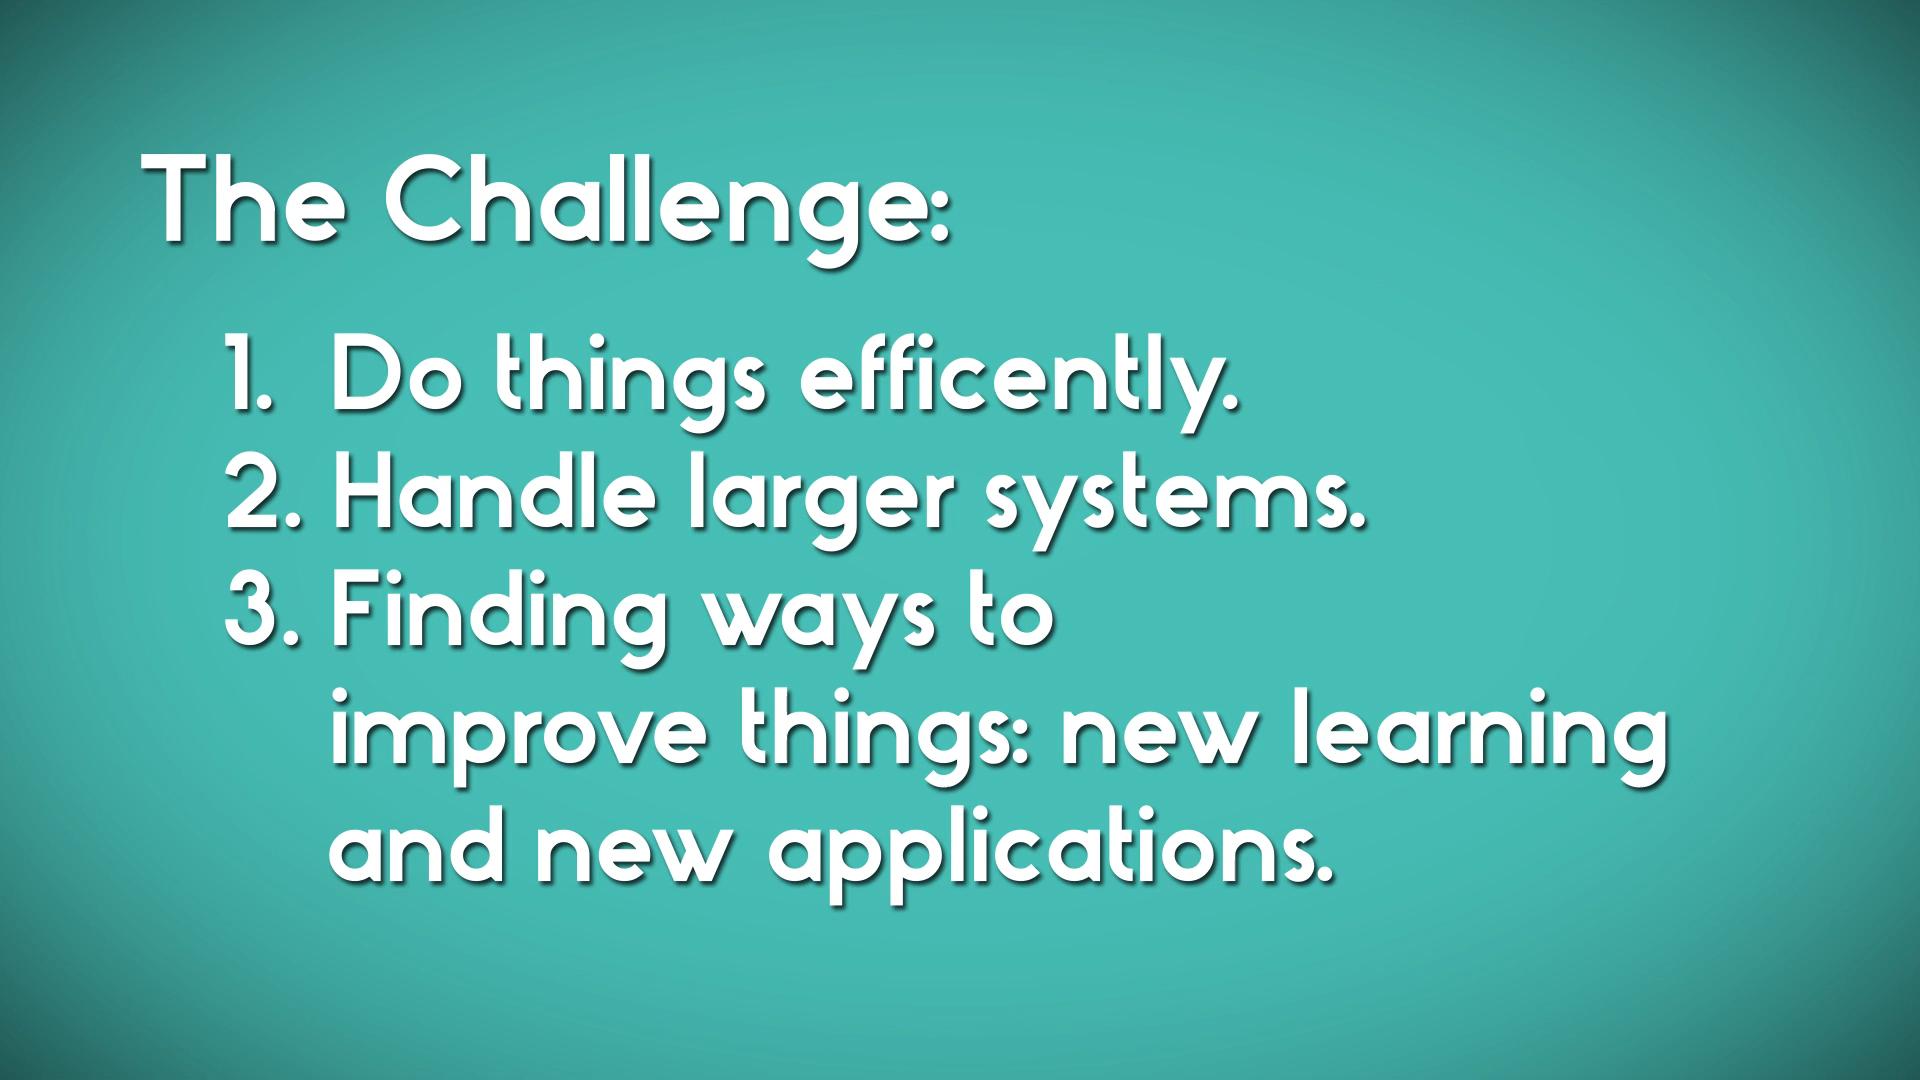 The Challenge:
1. Do things efficently.
2. Handle larger systems.
3. Finding ways to
improve things: new learning
and new applications.